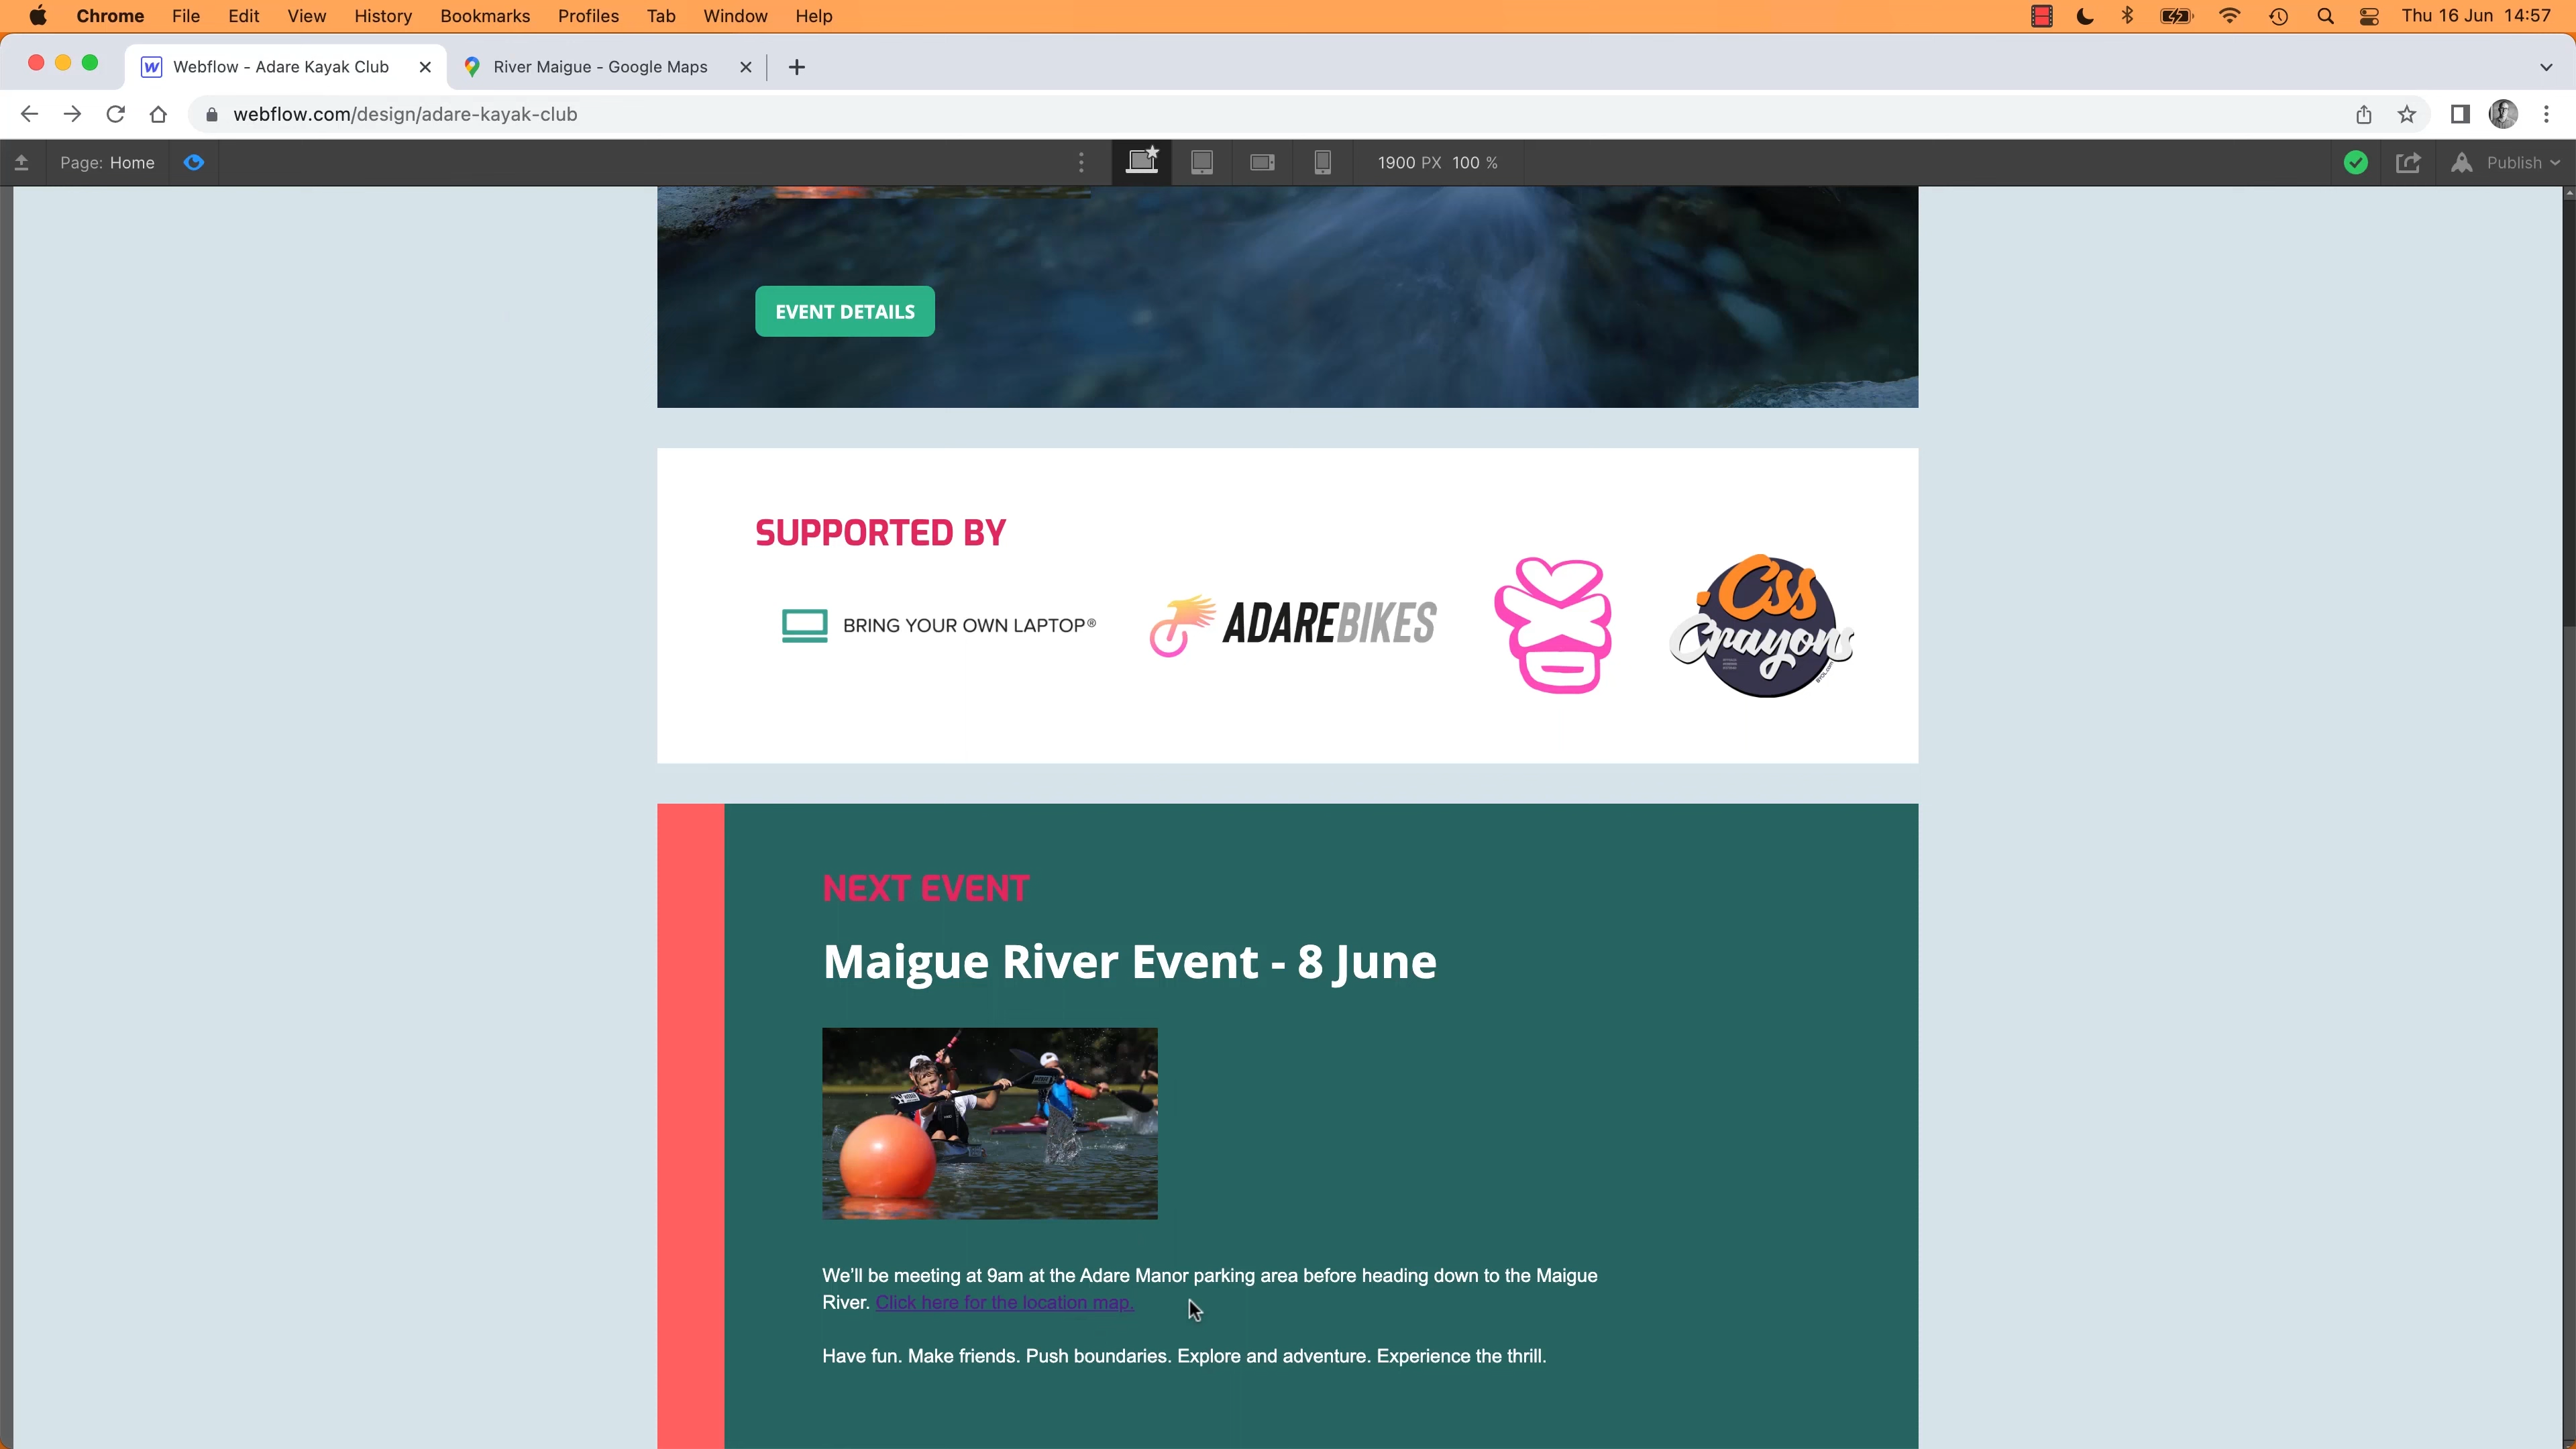 Chrome File Edit View History Bookmarks Profiles Tab Window Help Thu 16 Jun 14:57
Webflow - Adare Kayak Club River Maigue - Google Maps
webflow.com/design/adare-kayak-club
Page: Home 1900 PX 100 % Publish
EVENT DETAILS
SUPPORTED BY
BRING YOUR OWN LAPTOP®
ADAREBIKES
Css
Crayons
NEXT EVENT
Maigue River Event - 8 June
We'll be meeting at 9am at the Adare Manor parking area before heading down to the Maigue
River. Click here for the location map.
Have fun. Make friends. Push boundaries. Explore and adventure. Experience the thrill.